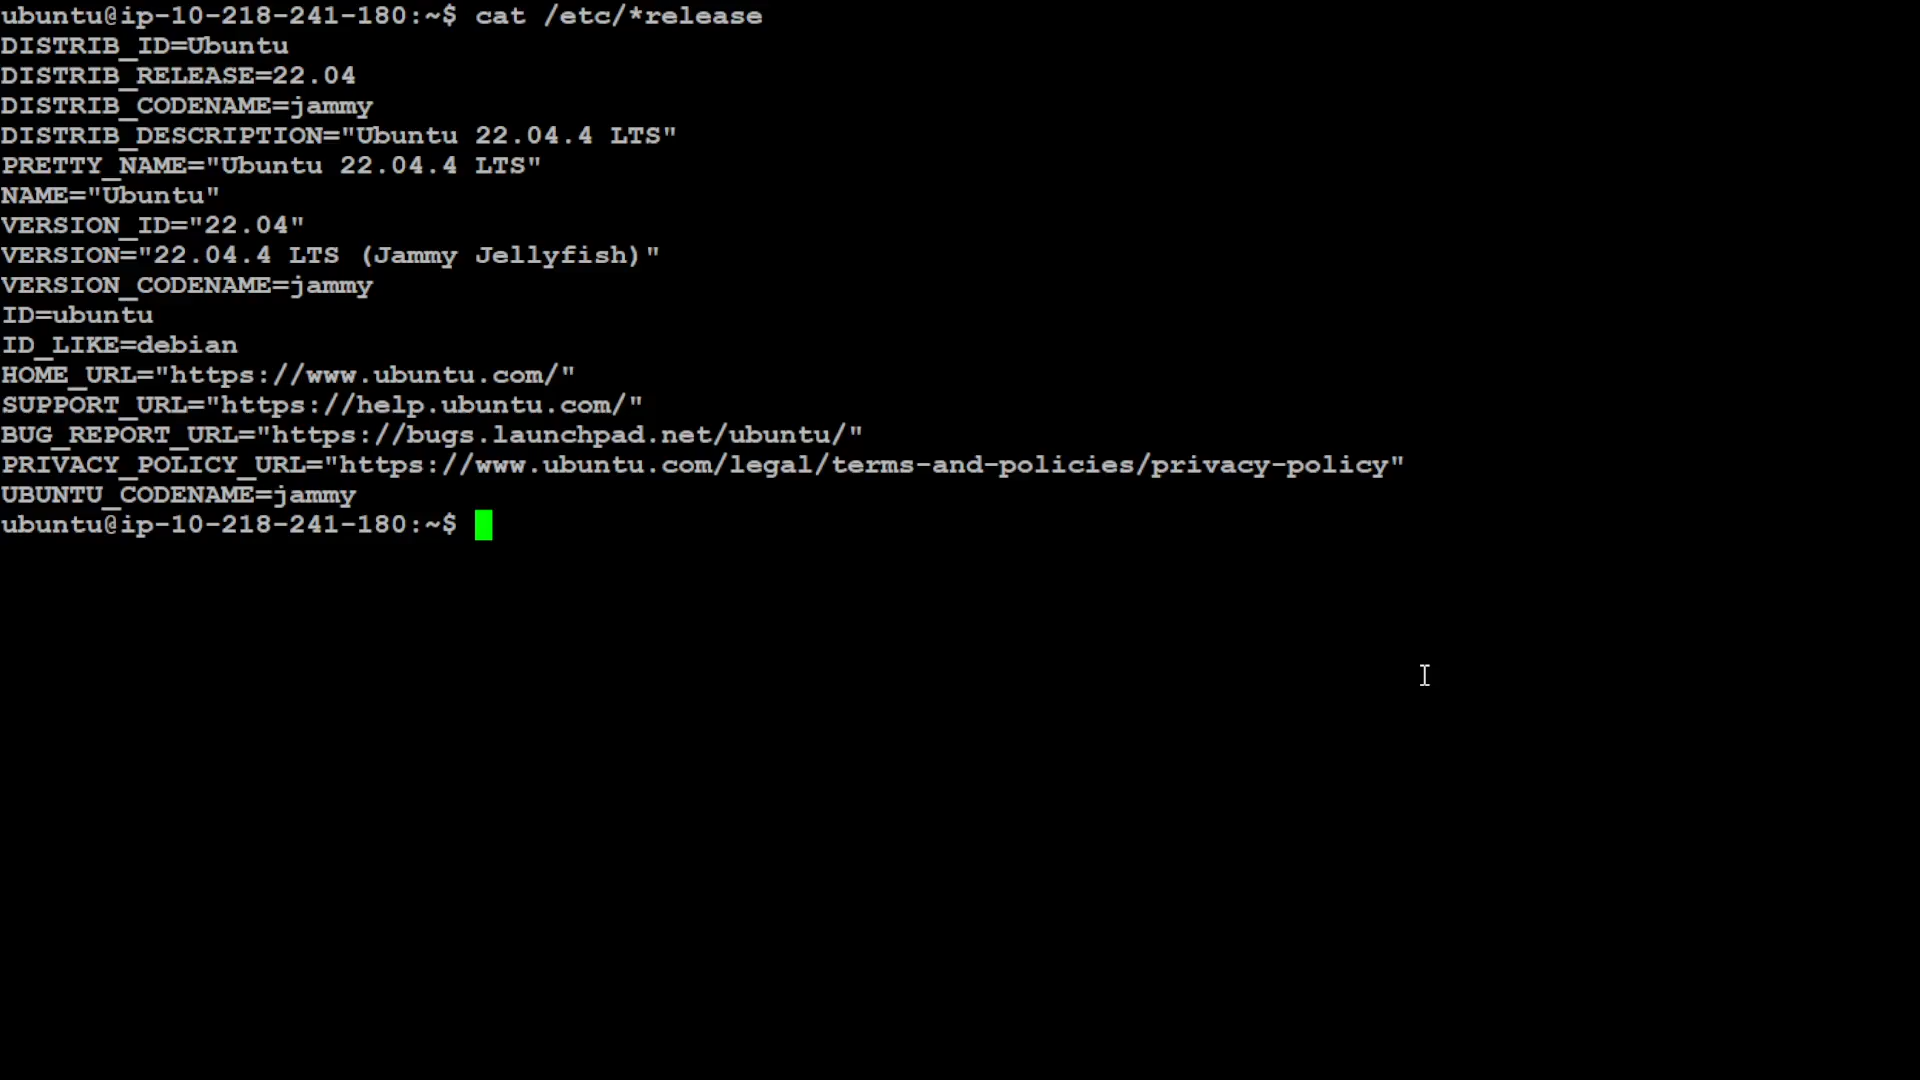 ubuntu@ip-10-218-241-180:~$ cat /etc/*release
DISTRIB_ID=Ubuntu
DISTRIB_RELEASE=22.04
DISTRIB_CODENAME=jammy
DISTRIB_DESCRIPTION="Ubuntu 22.04.4 LTS"
PRETTY_NAME="Ubuntu 22.04.4 LTS"
NAME="Ubuntu"
VERSION_ID="22.04"
VERSION="22.04.4 LTS (Jammy Jellyfish)"
VERSION_CODENAME=jammy
ID=ubuntu
ID_LIKE=debian
HOME_URL="https://www.ubuntu.com/"
SUPPORT_URL="https://help.ubuntu.com/"
BUG_REPORT_URL="https://bugs.launchpad.net/ubuntu/"
PRIVACY_POLICY_URL="https://www.ubuntu.com/legal/terms-and-policies/privacy-policy"
UBUNTU_CODENAME=jammy
ubuntu@ip-10-218-241-180:~$